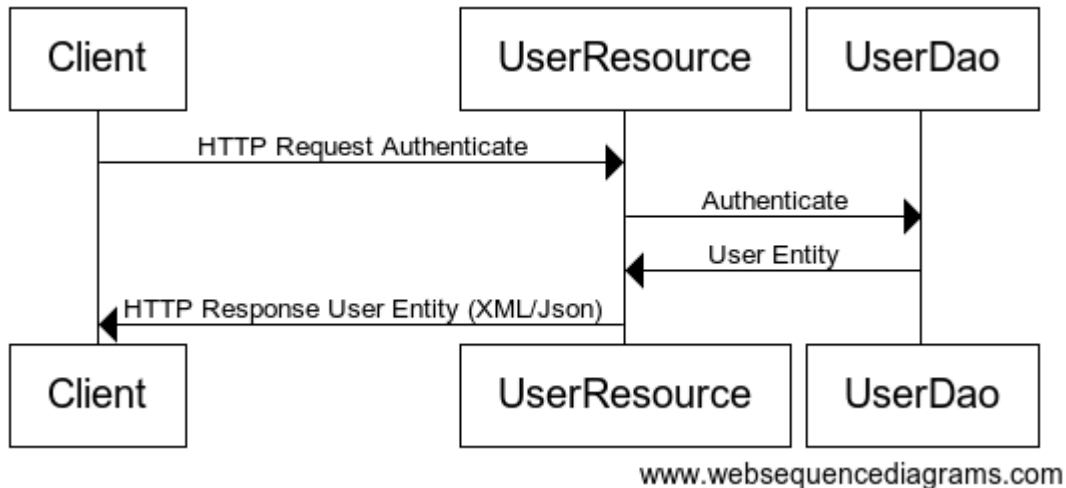 Client
UserResource
UserDao
HTTP Request Authenticate
Authenticate
User Entity
HTTP Response User Entity (XML/Json)
Client
UserResource
UserDao
www.websequencediagrams.com